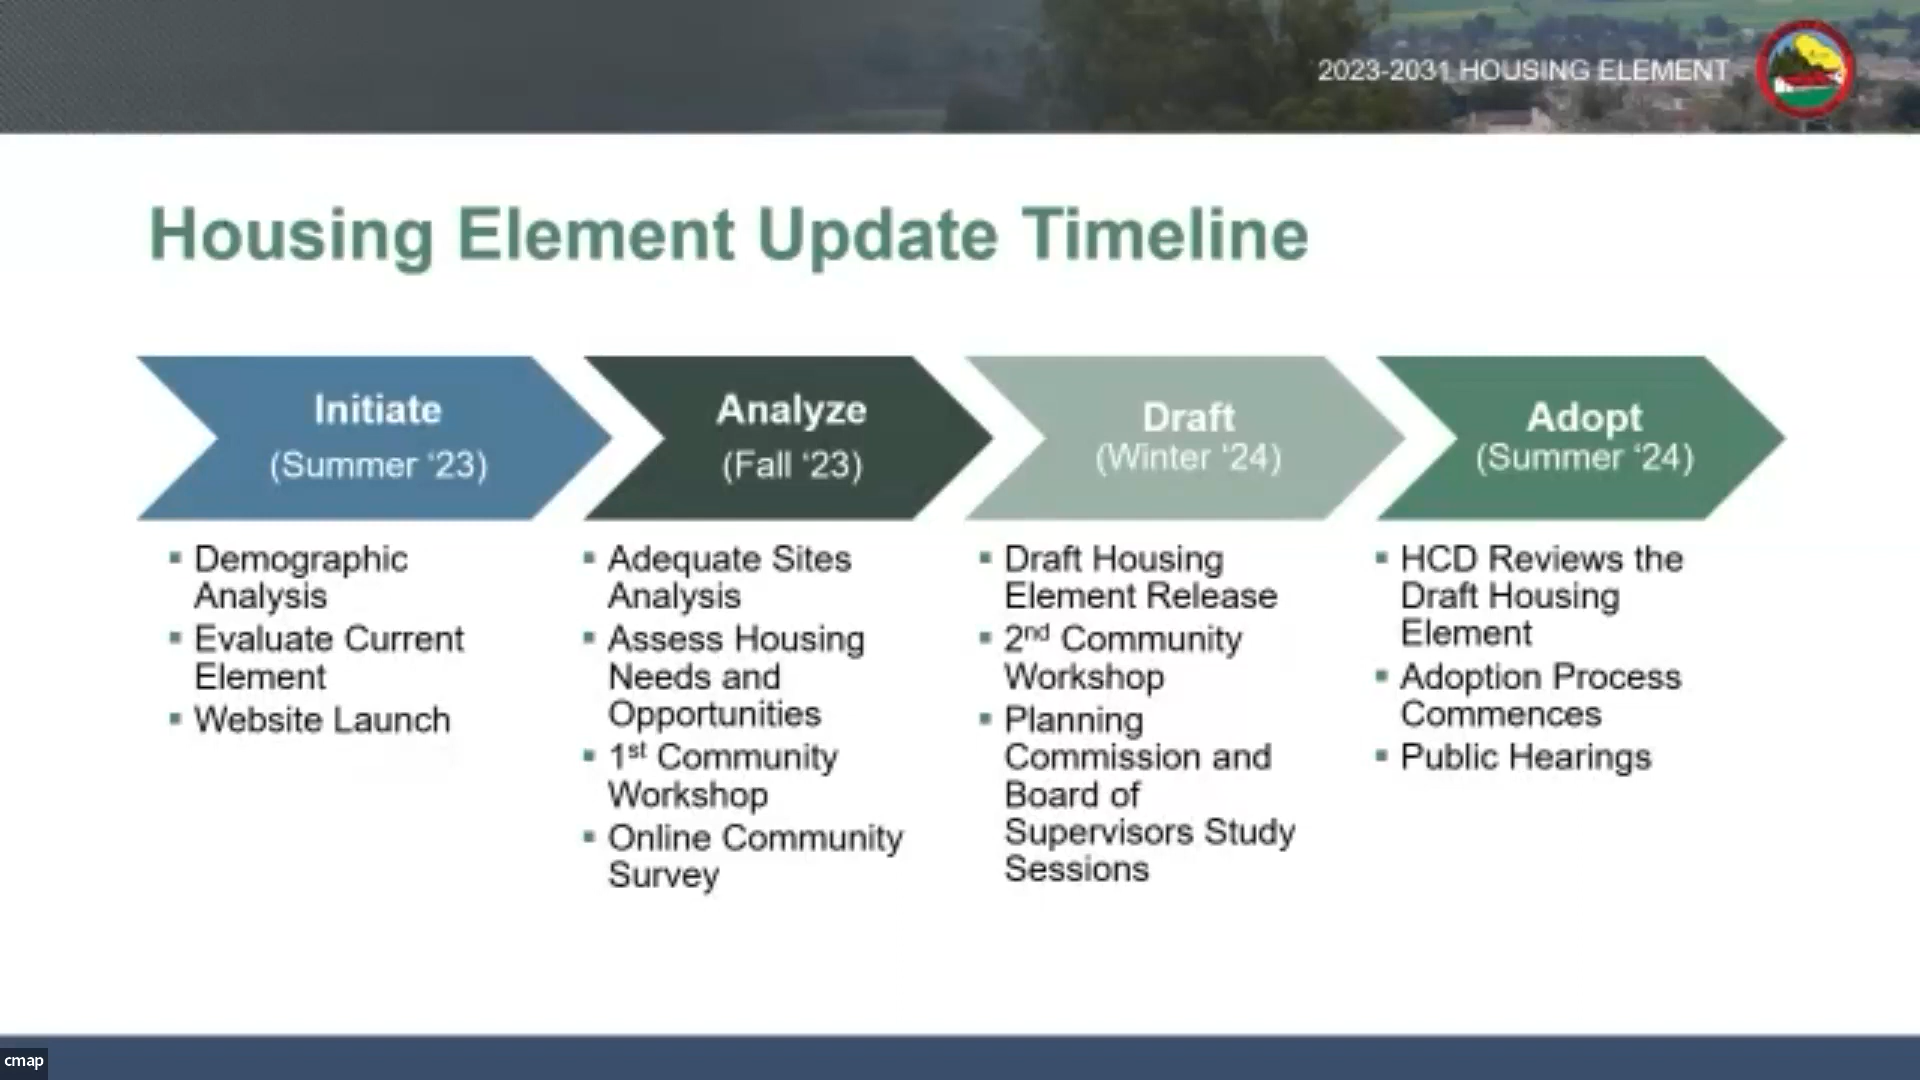 2023-2031 HOUSING ELEMENT
Housing Element Update Timeline
Initiate
(Summer ‘23)
▪ Demographic
Analysis
▪ Evaluate Current
Element
▪ Website Launch
Analyze
(Fall ‘23)
▪ Adequate Sites
Analysis
▪ Assess Housing
Needs and
Opportunities
▪ 1st Community
Workshop
▪ Online Community
Survey
Draft
(Winter ‘24)
▪ Draft Housing
Element Release
▪ 2nd Community
Workshop
▪ Planning
Commission and
Board of
Supervisors Study
Sessions
Adopt
(Summer ‘24)
▪ HCD Reviews the
Draft Housing
Element
▪ Adoption Process
Commences
▪ Public Hearings
cmap